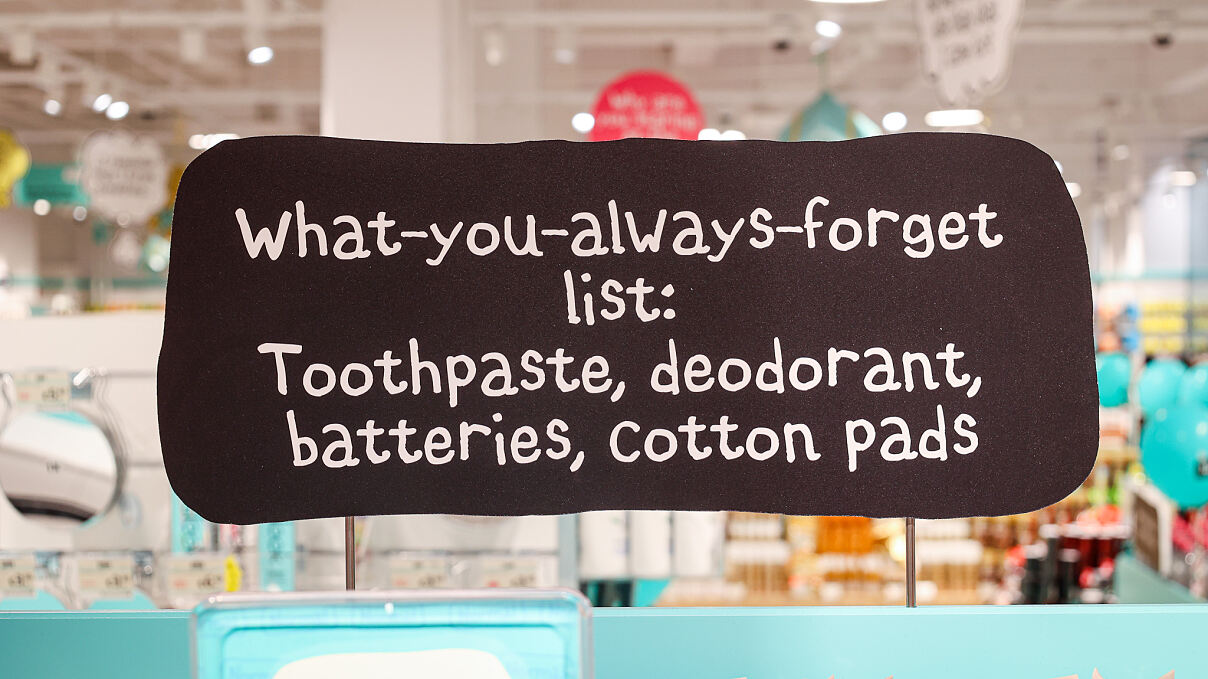 What-you-always-forget
list:
Toothpaste, deodorant,
batteries, cotton pads